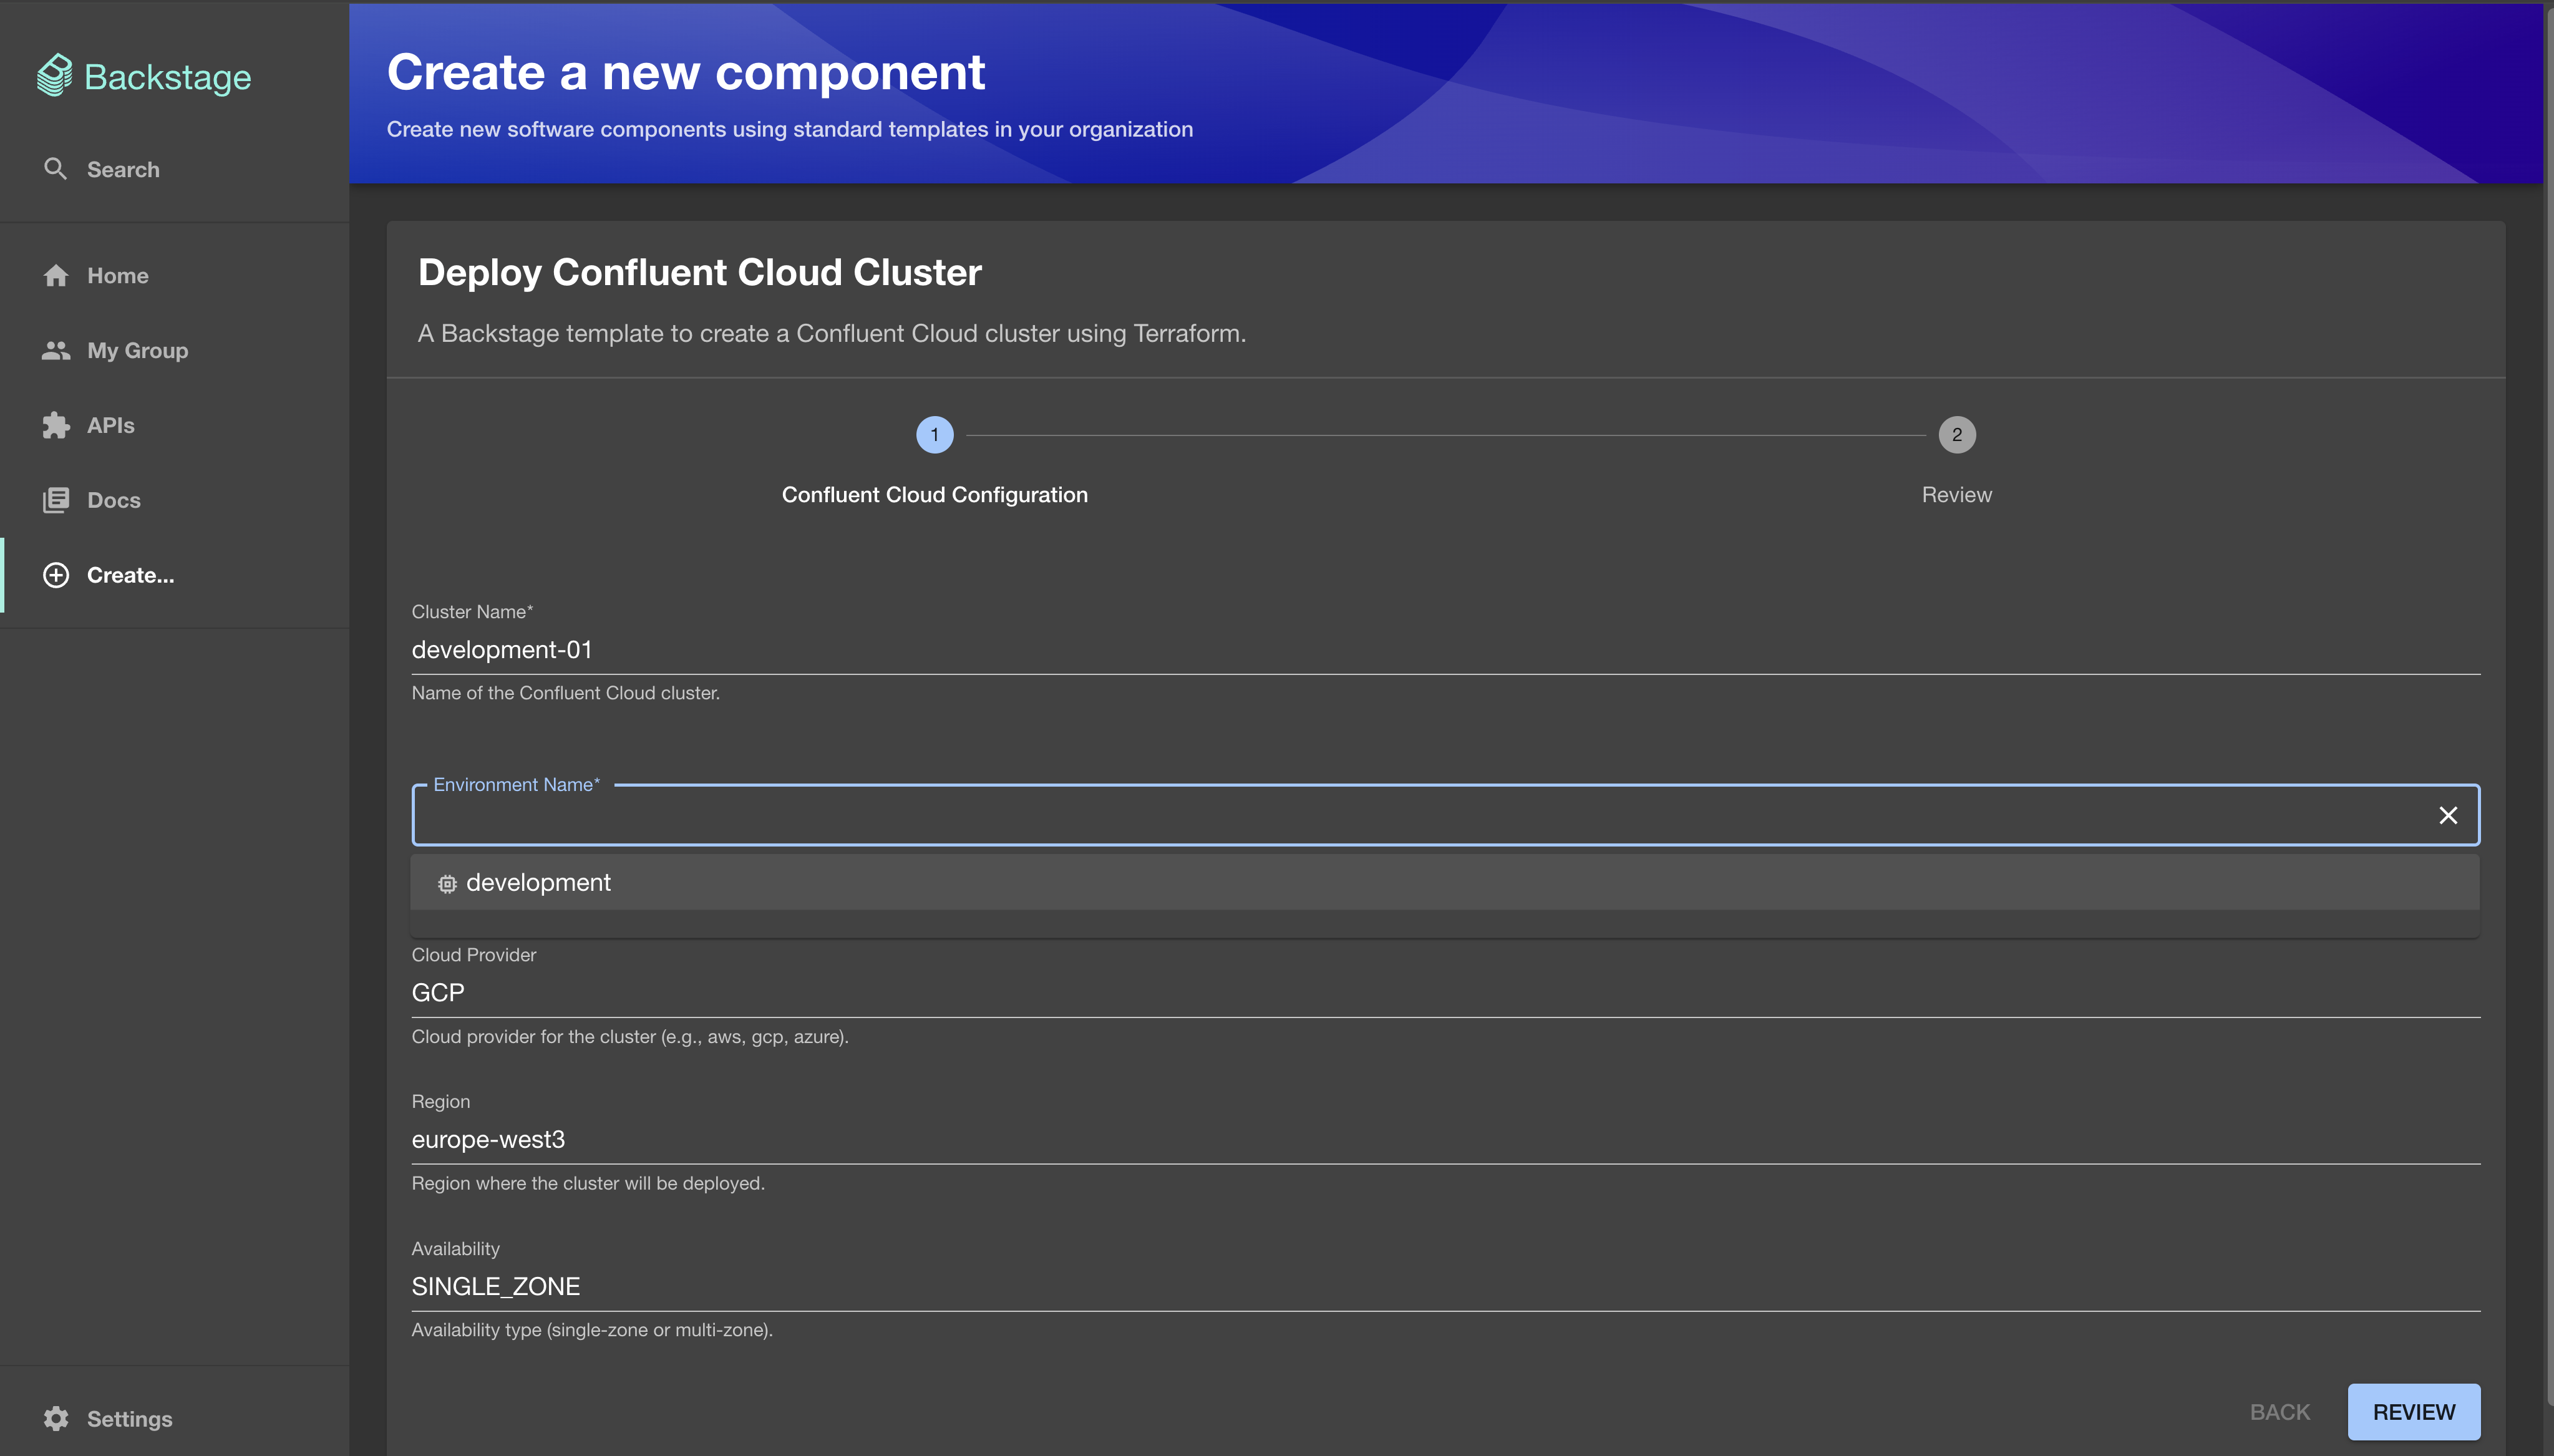 Backstage
Search
Home
My Group
APIs
Docs
Create...
Settings
Create a new component
Create new software components using standard templates in your organization
Deploy Confluent Cloud Cluster
A Backstage template to create a Confluent Cloud cluster using Terraform.
1
2
Confluent Cloud Configuration
Review
Cluster Name*
development-01
Name of the Confluent Cloud cluster.
Environment Name*
development
Cloud Provider
GCP
Cloud provider for the cluster (e.g., aws, gcp, azure).
Region
europe-west3
Region where the cluster will be deployed.
Availability
SINGLE_ZONE
Availability type (single-zone or multi-zone).
BACK
REVIEW